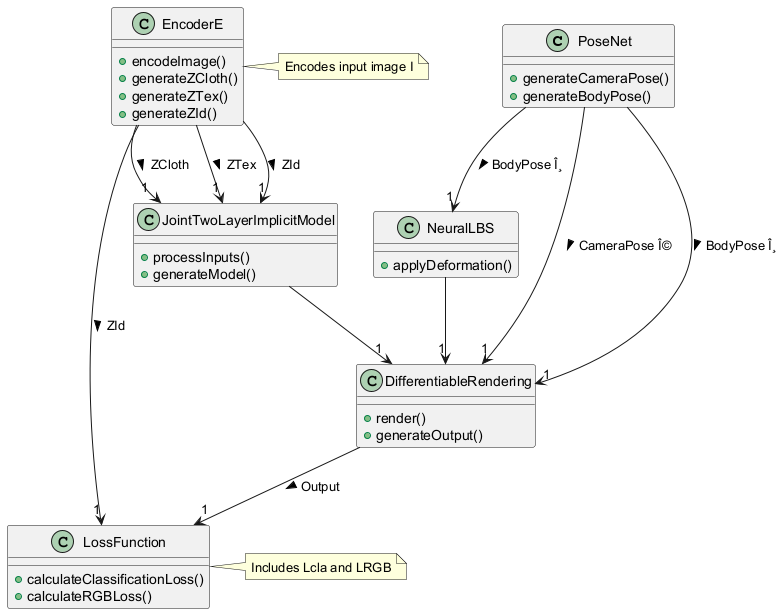 C EncoderE
encodeImage()
generateZCloth()
generateZTex()
generateZId()
Encodes input image I
C PoseNet
generateCameraPose()
generateBodyPose()
ZCloth
ZTex
ZId
BodyPose Î¸
1
1
1
1
C JointTwoLayerImplicitModel
processInputs()
generateModel()
C NeuralLBS
applyDeformation()
CameraPose Î©
BodyPose Î¸
ZId
1
1
1
1
C DifferentiableRendering
render()
generateOutput()
Output
1
1
C LossFunction
calculateClassificationLoss()
calculateRGBLoss()
Includes Lcla and LRGB